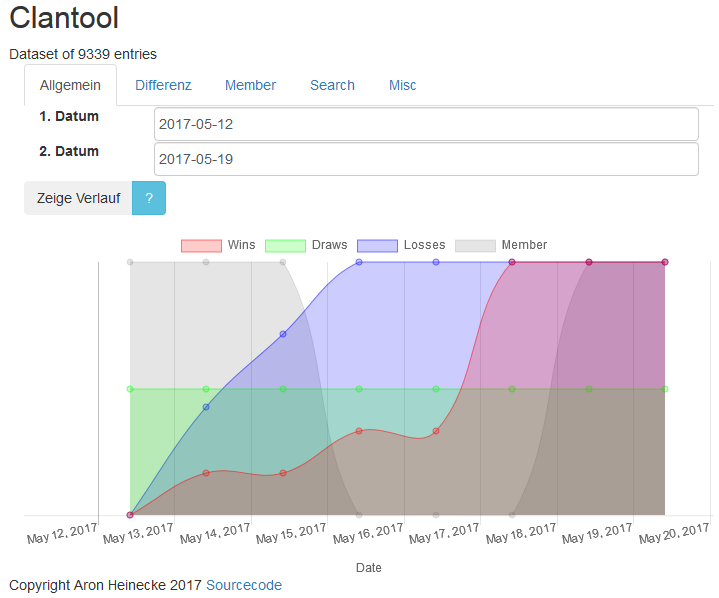 Clantool
Dataset of 9339 entries
Allgemein Differenz Member Search Misc
1. Datum 2017-05-12
2. Datum 2017-05-19
Zeige Verlauf ?
Wins Draws Losses Member
May 12, 2017 May 13, 2017 May 14, 2017 May 15, 2017 May 16, 2017 May 17, 2017 May 18, 2017 May 19, 2017 May 20, 2017
Date
Copyright Aron Heinecke 2017 Sourcecode